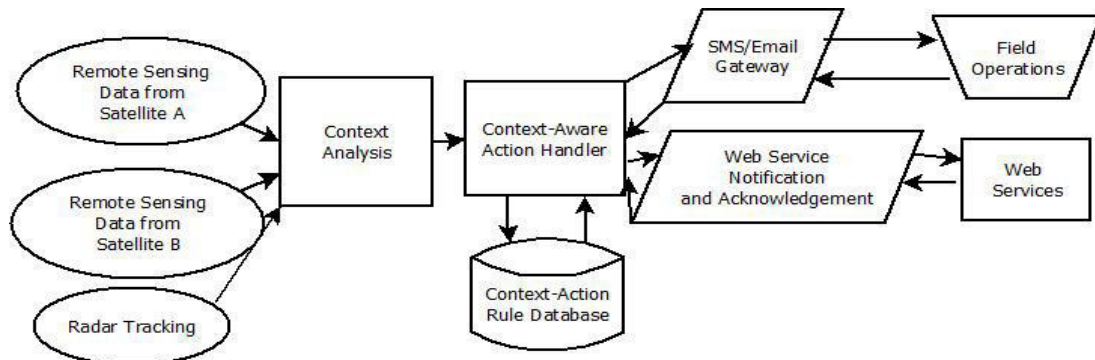 Remote Sensing
Data from
Satellite A
Remote Sensing
Data from
Satellite B
Radar Tracking
Context
Analysis
Context-Aware
Action Handler
Context-Action
Rule Database
SMS/Email
Gateway
Field
Operations
Web Service
Notification
and Acknowledgement
Web
Services